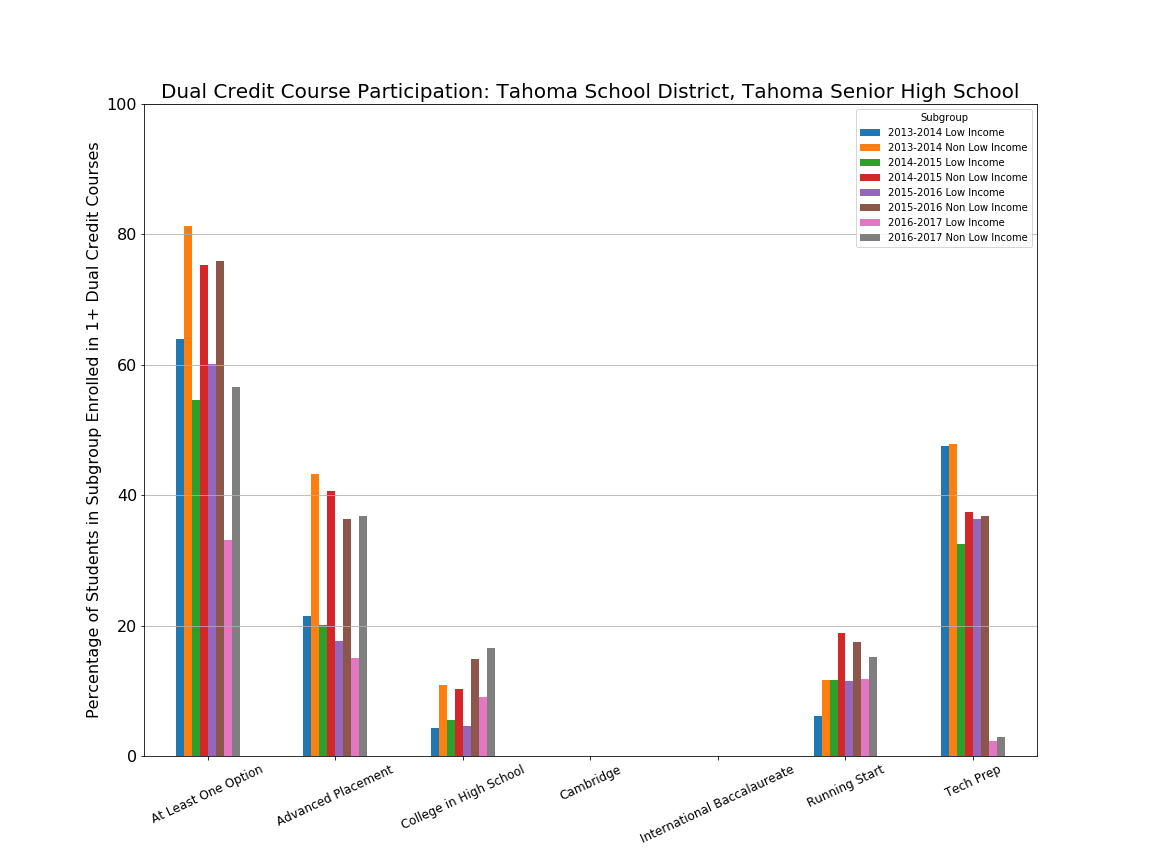 Dual Credit Course Participation: Tahoma School District, Tahoma Senior High School
Percentage of Students in Subgroup Enrolled in 1+ Dual Credit Courses
100
80
60
40
20
0
Subgroup
2013-2014 Low Income
2013-2014 Non Low Income
2014-2015 Low Income
2014-2015 Non Low Income
2015-2016 Low Income
2015-2016 Non Low Income
2016-2017 Low Income
2016-2017 Non Low Income
At Least One Option
Advanced Placement
College in High School
Cambridge
International Baccalaureate
Running Start
Tech Prep